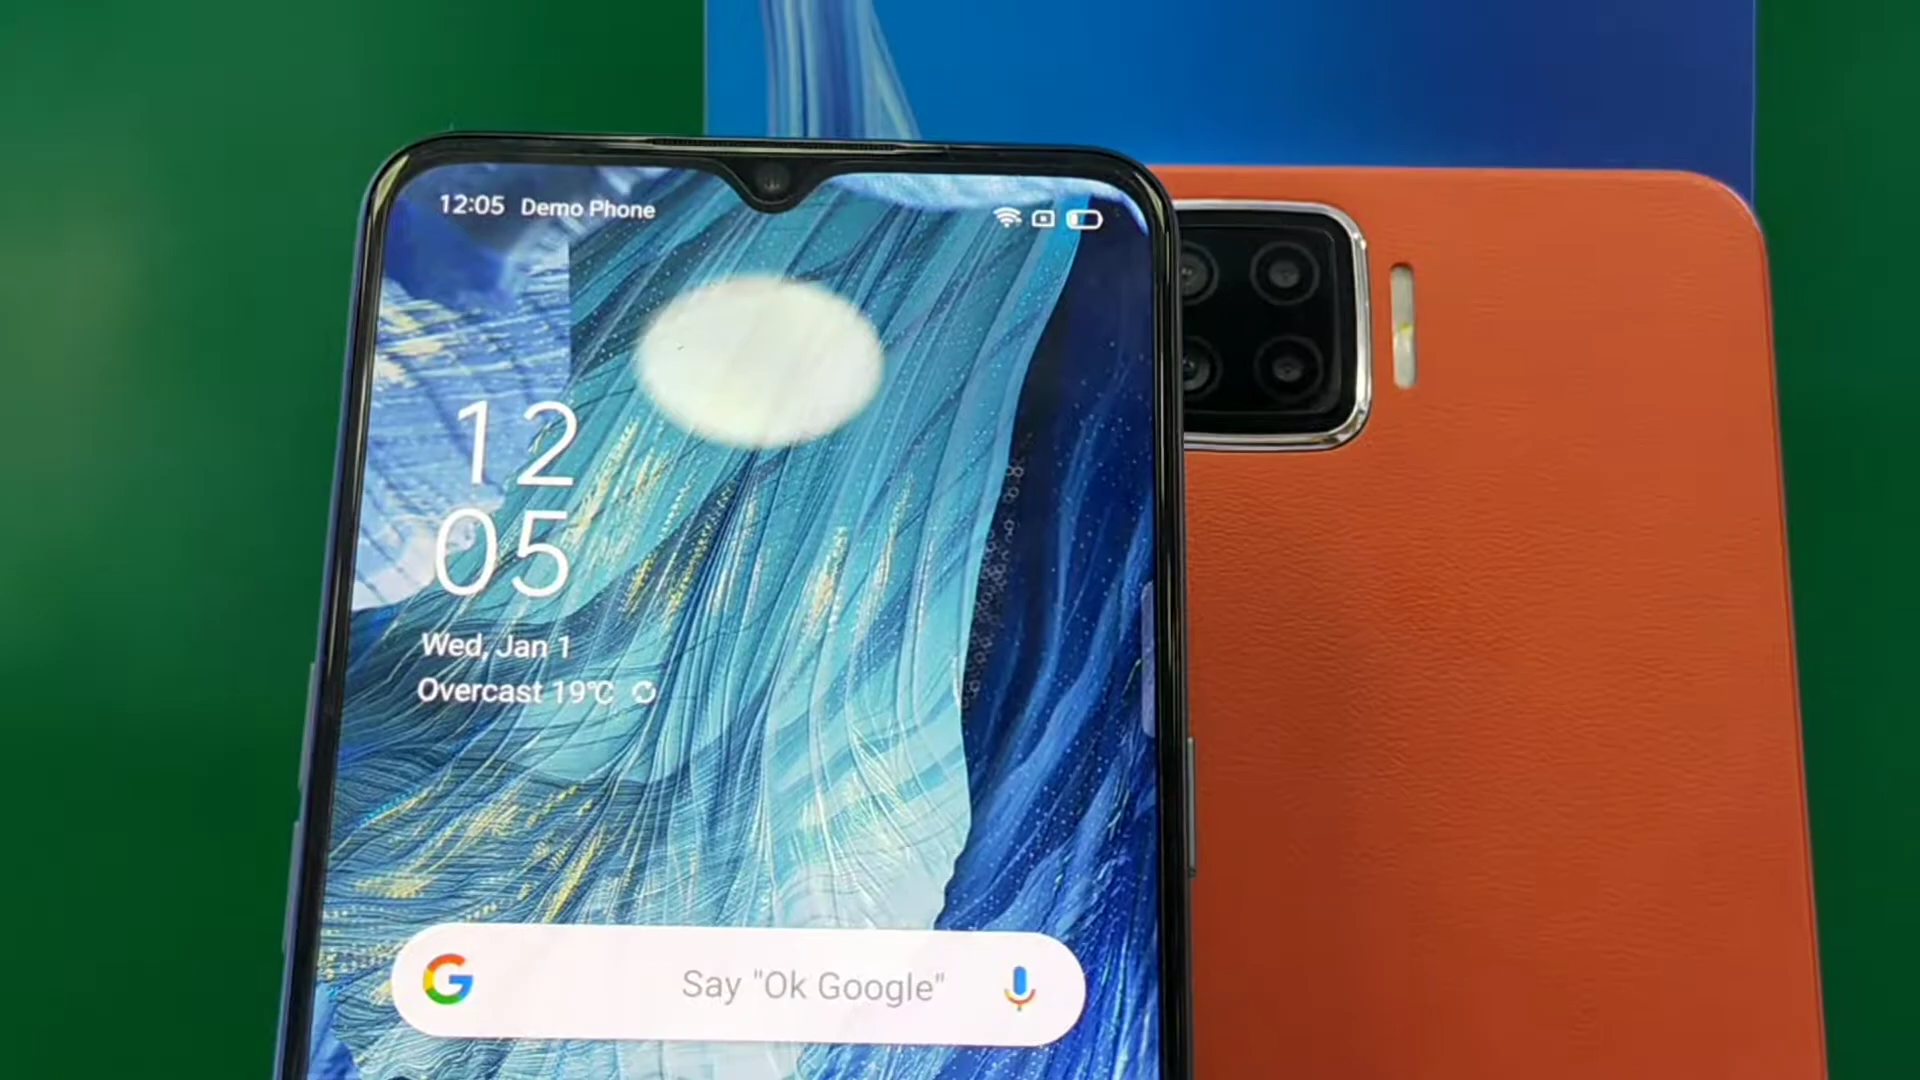 12:05 Demo Phone
12
05
Wed, Jan 1
Overcast 19℃
G Say "Ok Google"